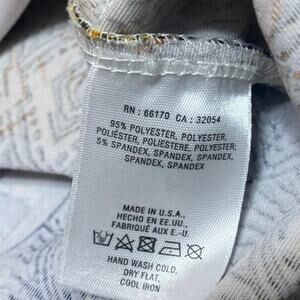 RN : 66170 CA : 32054
95% POLYESTER, POLYESTER,
POLIÉSTER, POLIESTERE, POLYESTER;
5% SPANDEX, SPANDEX, SPANDEX,
SPANDEX, SPANDEX
MADE IN U.S.A.,
HECHO EN EE.UU.,
FABRIQUÉ AUX E.-U.
HAND WASH COLD,
DRY FLAT,
COOL IRON